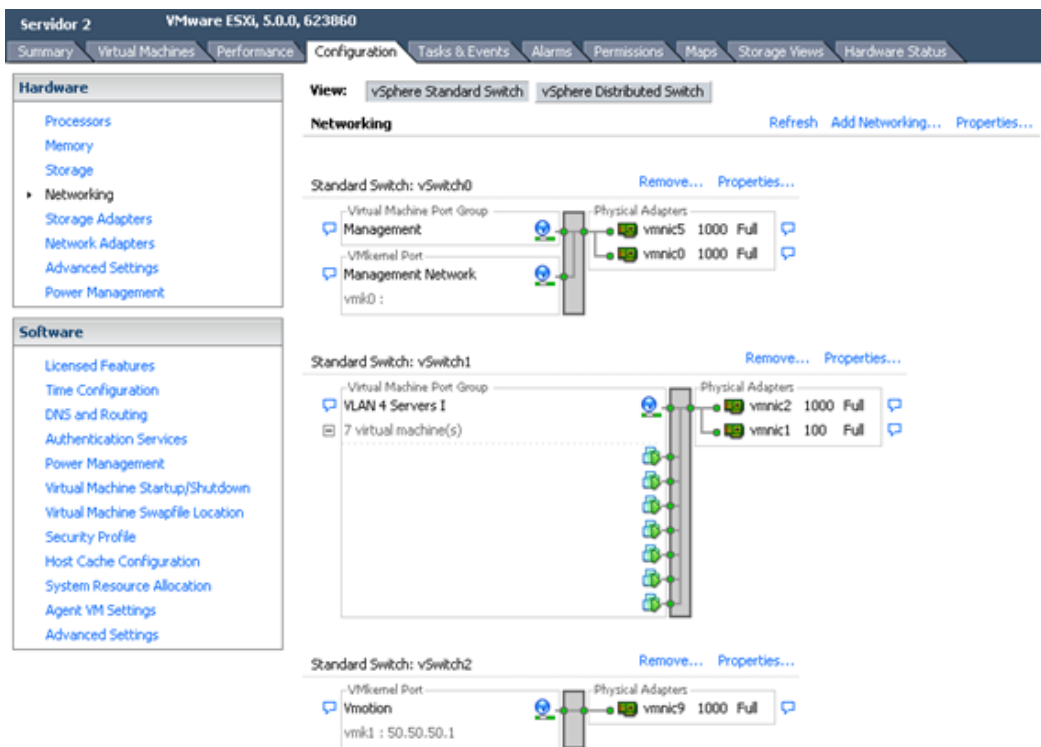 Servidor 2 VMware ESXi, 5.0.0, 623860
Summary Virtual Machines Performance Configuration Tasks & Events Alarms Permissions Maps Storage Views Hardware Status
Hardware
Processors
Memory
Storage
Networking
Storage Adapters
Network Adapters
Advanced Settings
Power Management
Software
Licensed Features
Time Configuration
DNS and Routing
Authentication Services
Power Management
Virtual Machine Startup/Shutdown
Virtual Machine Swapfile Location
Security Profile
Host Cache Configuration
System Resource Allocation
Agent VM Settings
Advanced Settings
View: vSphere Standard Switch vSphere Distributed Switch
Networking Refresh Add Networking... Properties...
Standard Switch: vSwitch0 Remove... Properties...
Virtual Machine Port Group Physical Adapters
Management vmnic5 1000 Full
VMkernel Port vmnic0 1000 Full
Management Network
vmk0 :
Standard Switch: vSwitch1 Remove... Properties...
Virtual Machine Port Group Physical Adapters
VLAN 4 Servers I vmnic2 1000 Full
7 virtual machine(s) vmnic1 100 Full
Standard Switch: vSwitch2 Remove... Properties...
VMkernel Port Physical Adapters
Vmotion vmnic9 1000 Full
vmk1 : 50.50.50.1